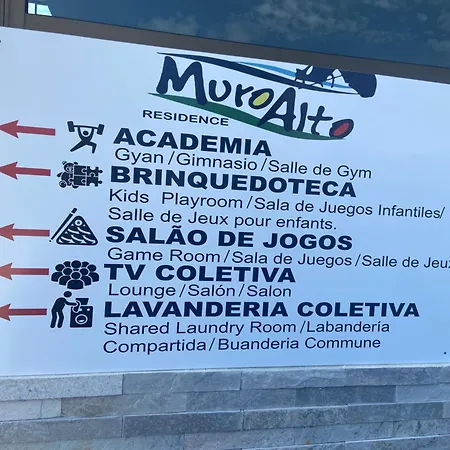 MuroAlto
RESIDENCE
ACADEMIA
Gyan/Gimnasio/Salle de Gym
BRINQUEDOTECA
Kids Playroom/Sala de Juegos Infantiles/
Salle de Jeux pour enfants.
SALÃO DE JOGOS
Game Room/Sala de Juegos/Salle de Jeux
TV COLETIVA
Lounge/Salón/Salon
LAVANDERIA COLETIVA
Shared Laundry Room/Labandería
Compartida/Buanderia Commune